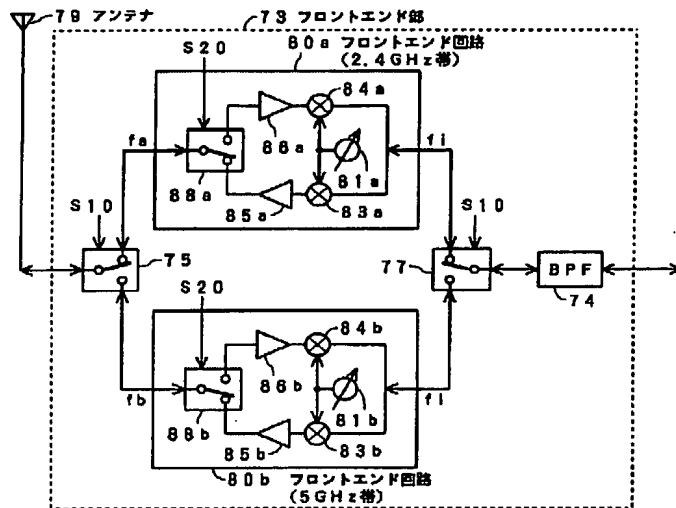 79 アンテナ
73 フロントエンド部
80a フロントエンド回路
(2.4GHz帯)
S20
84a
86a
fa
fi
88a
81a
85a
83a
S10
S10
75
77
BPF
74
S20
84b
86b
fb
fi
88b
81b
85b
83b
80b フロントエンド回路
(5GHz帯)